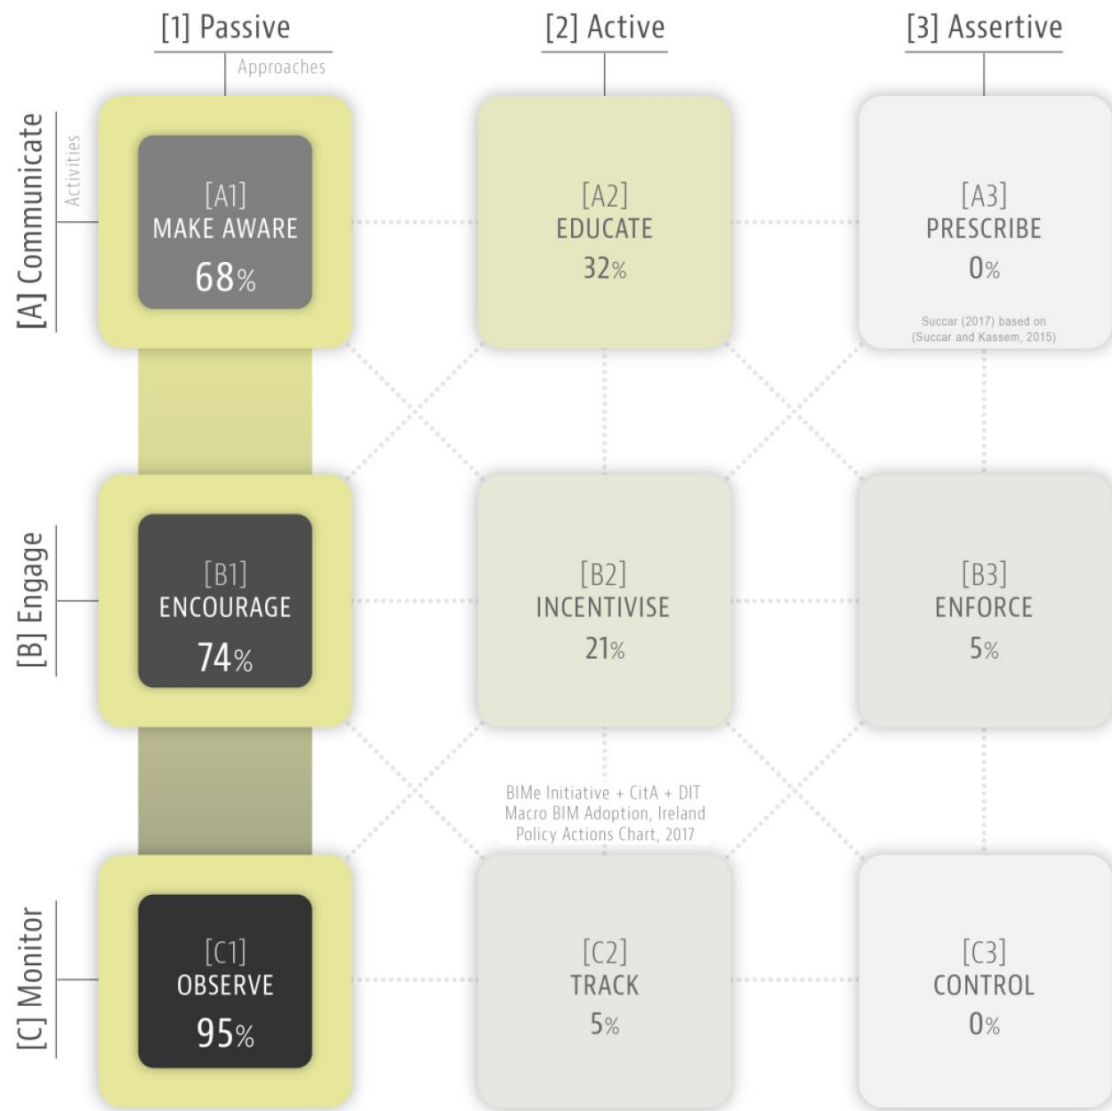 [1] Passive
[2] Active
[3] Assertive
Approaches
Activities
[A] Communicate
[A1]
MAKE AWARE
68%
[A2]
EDUCATE
32%
[A3]
PRESCRIBE
0%
Succar (2017) based on
(Succar and Kassem, 2015)
[B] Engage
[B1]
ENCOURAGE
74%
[B2]
INCENTIVISE
21%
[B3]
ENFORCE
5%
BIMe Initiative + CitA + DIT
Macro BIM Adoption, Ireland
Policy Actions Chart, 2017
[C] Monitor
[C1]
OBSERVE
95%
[C2]
TRACK
5%
[C3]
CONTROL
0%